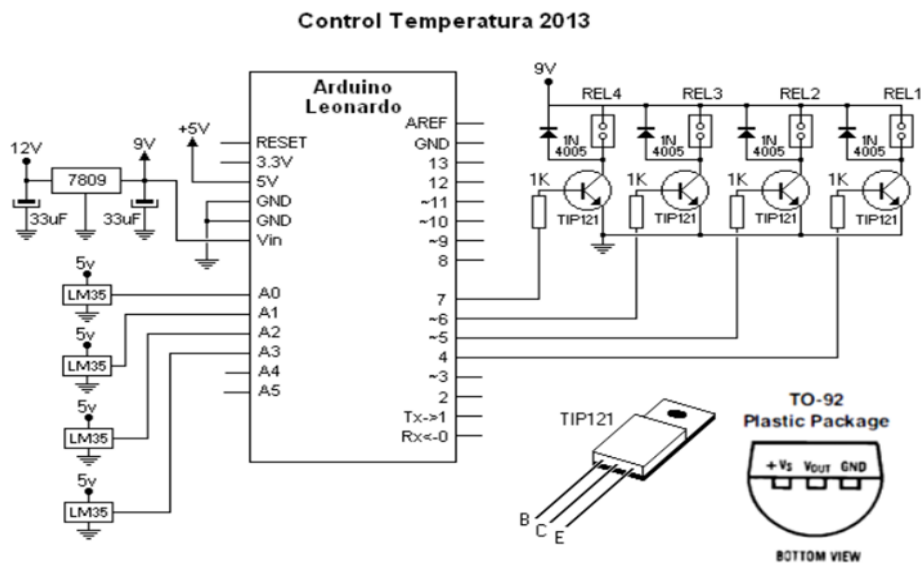 Control Temperatura 2013
Arduino
Leonardo
RESET
3.3V
5V
GND
GND
Vin
A0
A1
A2
A3
A4
A5
AREF
GND
13
12
~11
~10
~9
8
7
~6
~5
4
~3
2
Tx->1
Rx<-0
+5V
12V
9V
7809
33uF
33uF
5v
LM35
5v
LM35
5v
LM35
5v
LM35
9V
REL4
REL3
REL2
REL1
1N
4005
1N
4005
1N
4005
1N
4005
1K
1K
1K
1K
TIP121
TIP121
TIP121
TIP121
TIP121
B
C
E
TO-92
Plastic Package
+VS
VOUT
GND
BOTTOM VIEW